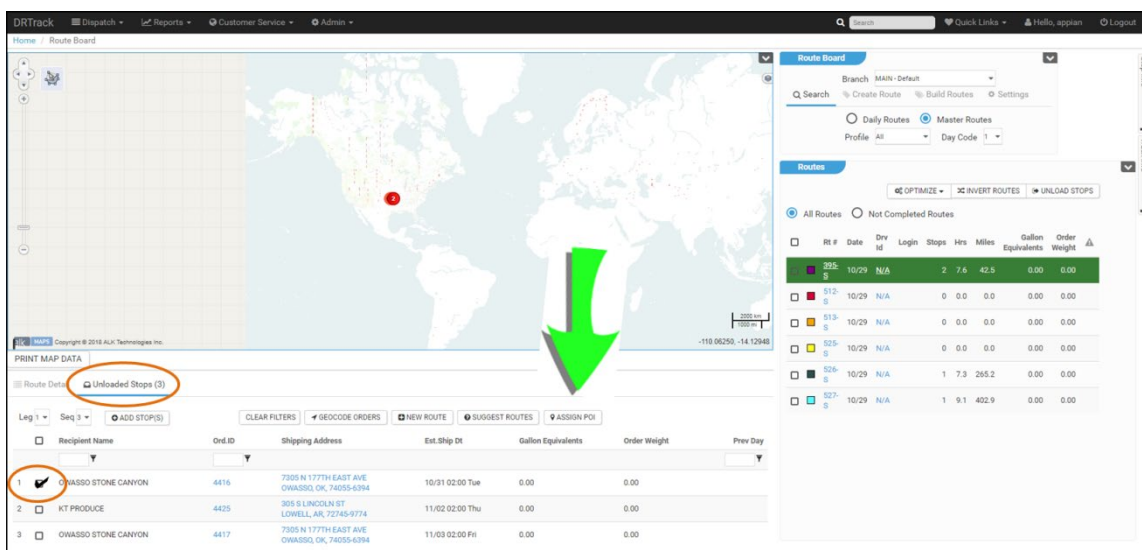 DRTrack Dispatch Reports Customer Service Admin Search Quick Links Hello, appian Logout
Home / Route Board
2
2000 km
1000 mi
-110.06250, -14.12948
alk MAPS Copyright © 2018 ALK Technologies Inc.
PRINT MAP DATA
Route Board
Branch MAIN - Default
Search Create Route Build Routes Settings
Daily Routes Master Routes
Profile All Day Code 1
Routes
OPTIMIZE INVERT ROUTES UNLOAD STOPS
All Routes Not Completed Routes
Rt # Date Drv Id Login Stops Hrs Miles Gallon Equivalents Order Weight
395-S 10/29 N/A 2 7.6 42.5 0.00 0.00
512-S 10/29 N/A 0 0.0 0.0 0.00 0.00
513-S 10/29 N/A 0 0.0 0.0 0.00 0.00
525-S 10/29 N/A 0 0.0 0.0 0.00 0.00
526-S 10/29 N/A 1 7.3 265.2 0.00 0.00
527-S 10/29 N/A 1 9.1 402.9 0.00 0.00
Route Deta Unloaded Stops (3)
Leg 1 Seq 3 ADD STOP(S) CLEAR FILTERS GEOCODE ORDERS NEW ROUTE SUGGEST ROUTES ASSIGN POI
Recipient Name Ord.ID Shipping Address Est.Ship Dt Gallon Equivalents Order Weight Prev Day
1 OWASSO STONE CANYON 4416 7305 N 177TH EAST AVE 10/31 02:00 Tue 0.00 0.00
OWASSO, OK, 74055-6394
2 KT PRODUCE 4425 305 S LINCOLN ST 11/02 02:00 Thu 0.00 0.00
LOWELL, AR, 72745-9774
3 OWASSO STONE CANYON 4417 7305 N 177TH EAST AVE 11/03 02:00 Fri 0.00 0.00
OWASSO, OK, 74055-6394